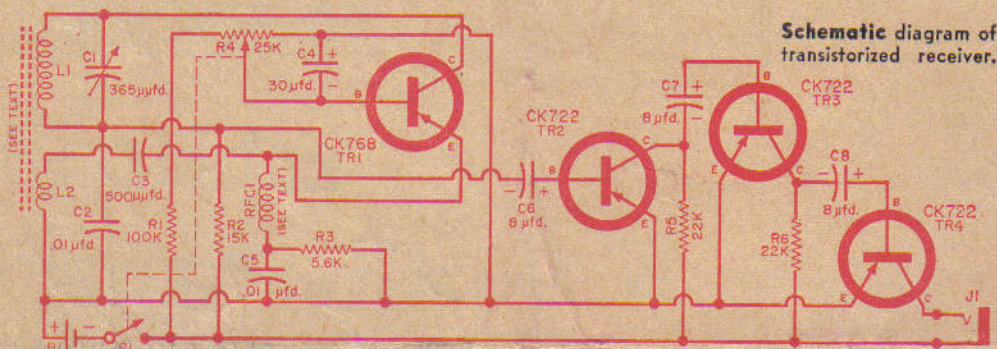 Schematic diagram of
transistorized receiver.
(SEE TEXT)
L1
C1
365μμfd.
R4
25K
C4
+
-
30μfd.
B
C
E
CK768
TR1
L2
C3
500μμfd.
C2
.01μfd.
R1
100K
R2
15K
RFC1
(SEE TEXT)
C5
.01 μfd.
R3
5.6K
- +
C6
8μfd.
B
C
E
CK722
TR2
C7
+
-
8μfd.
R5
22K
B
CK722
TR3
E
C
R6
22K
C8
- +
8μfd.
B
CK722
TR4
E
C
J1
+ -
B1
S1